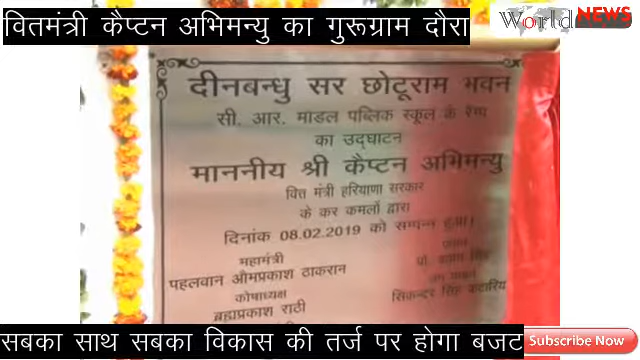 वितमंत्री कैप्टन अभिमन्यु का गुरूग्राम दौरा
World NEWS
दीनबन्धु सर छोटूराम भवन
सी. आर. माडल पब्लिक स्कूल के रैम्प
का उद्घाटन
माननीय श्री कैप्टन अभिमन्यु
वित्त मंत्री हरियाणा सरकार
के कर कमलों द्वारा
दिनांक 08.02.2019 को सम्पन्न हुआ।
महामंत्री
पहलवान ओमप्रकाश ठाकरान
कोषाध्यक्ष
ब्रह्मप्रकाश राठी
प्रधान
सिंह
सिकन्दर सिंह
सबका साथ सबका विकास की तर्ज पर होगा बजट
Subscribe Now